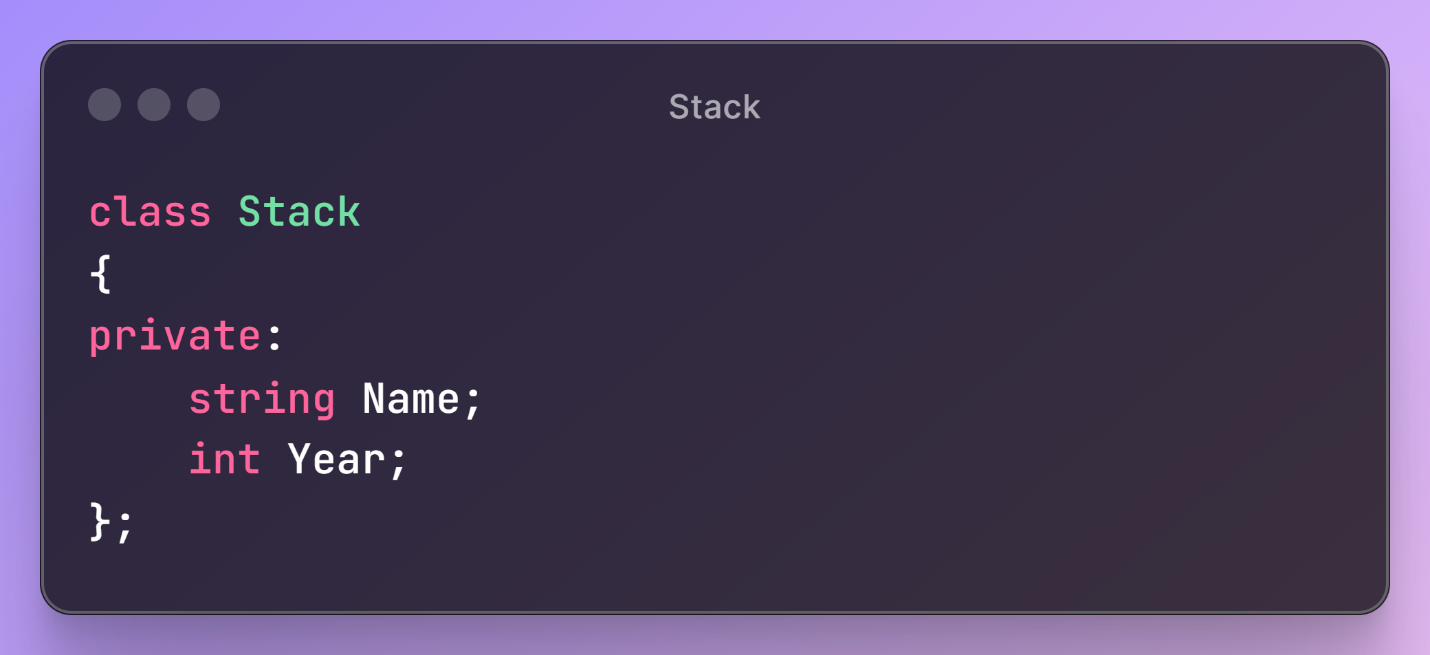 Stack
class Stack
{
private:
    string Name;
    int Year;
};